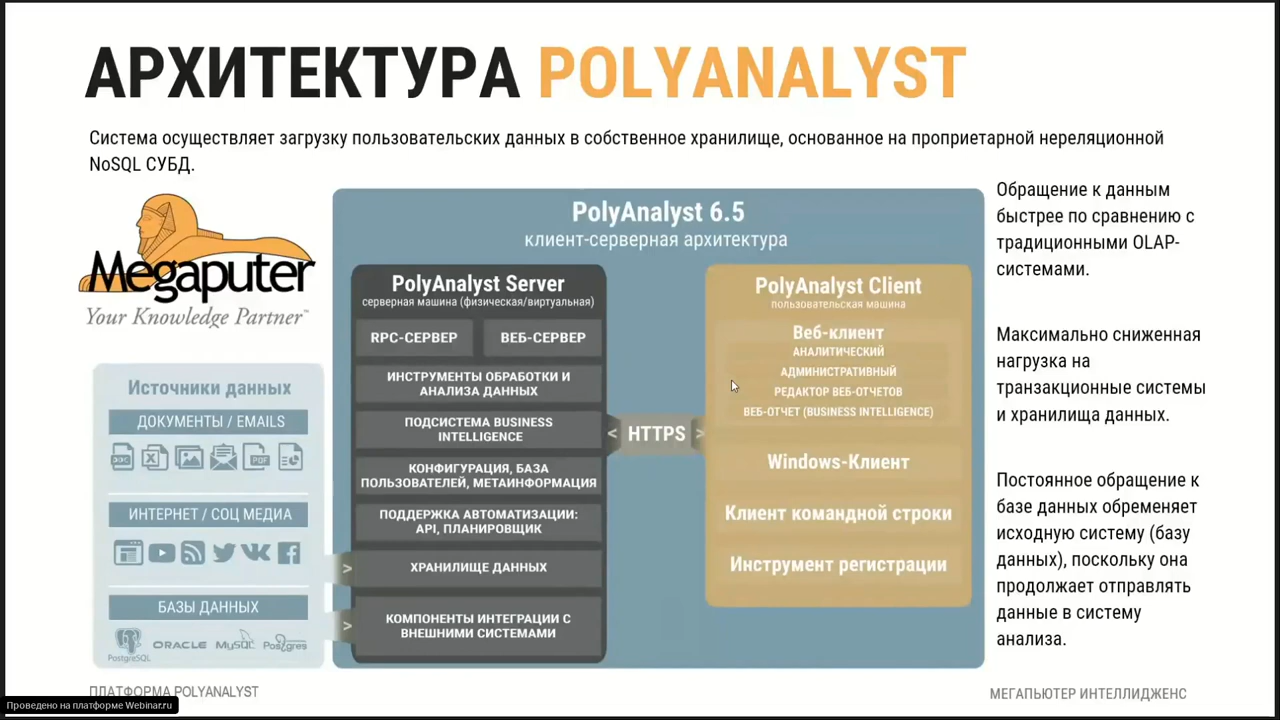 АРХИТЕКТУРА POLYANALYST
Система осуществляет загрузку пользовательских данных в собственное хранилище, основанное на проприетарной нереляционной
NoSQL СУБД.
Megaputer
Your Knowledge Partner™
Источники данных
ДОКУМЕНТЫ / EMAILS
DOC
PDF
ИНТЕРНЕТ / СОЦ МЕДИА
БАЗЫ ДАННЫХ
PostgreSQL
ORACLE
MySQL
Postgres
PolyAnalyst 6.5
клиент-серверная архитектура
PolyAnalyst Server
серверная машина (физическая/виртуальная)
RPC-СЕРВЕР
ВЕБ-СЕРВЕР
ИНСТРУМЕНТЫ ОБРАБОТКИ И
АНАЛИЗА ДАННЫХ
ПОДСИСТЕМА BUSINESS
INTELLIGENCE
КОНФИГУРАЦИЯ, БАЗА
ПОЛЬЗОВАТЕЛЕЙ, МЕТАИНФОРМАЦИЯ
ПОДДЕРЖКА АВТОМАТИЗАЦИИ:
API, ПЛАНИРОВЩИК
> ХРАНИЛИЩЕ ДАННЫХ
> КОМПОНЕНТЫ ИНТЕГРАЦИИ С
ВНЕШНИМИ СИСТЕМАМИ
< HTTPS >
PolyAnalyst Client
пользовательская машина
Веб-клиент
АНАЛИТИЧЕСКИЙ
АДМИНИСТРАТИВНЫЙ
РЕДАКТОР ВЕБ-ОТЧЕТОВ
ВЕБ-ОТЧЕТ (BUSINESS INTELLIGENCE)
Windows-Клиент
Клиент командной строки
Инструмент регистрации
Обращение к данным
быстрее по сравнению с
традиционными OLAP-
системами.
Максимально сниженная
нагрузка на
транзакционные системы
и хранилища данных.
Постоянное обращение к
базе данных обременяет
исходную систему (базу
данных), поскольку она
продолжает отправлять
данные в систему
анализа.
ПЛАТФОРМА POLYANALYST
МЕГАПЬЮТЕР ИНТЕЛЛИДЖЕНС
Проведено на платформе Webinar.ru